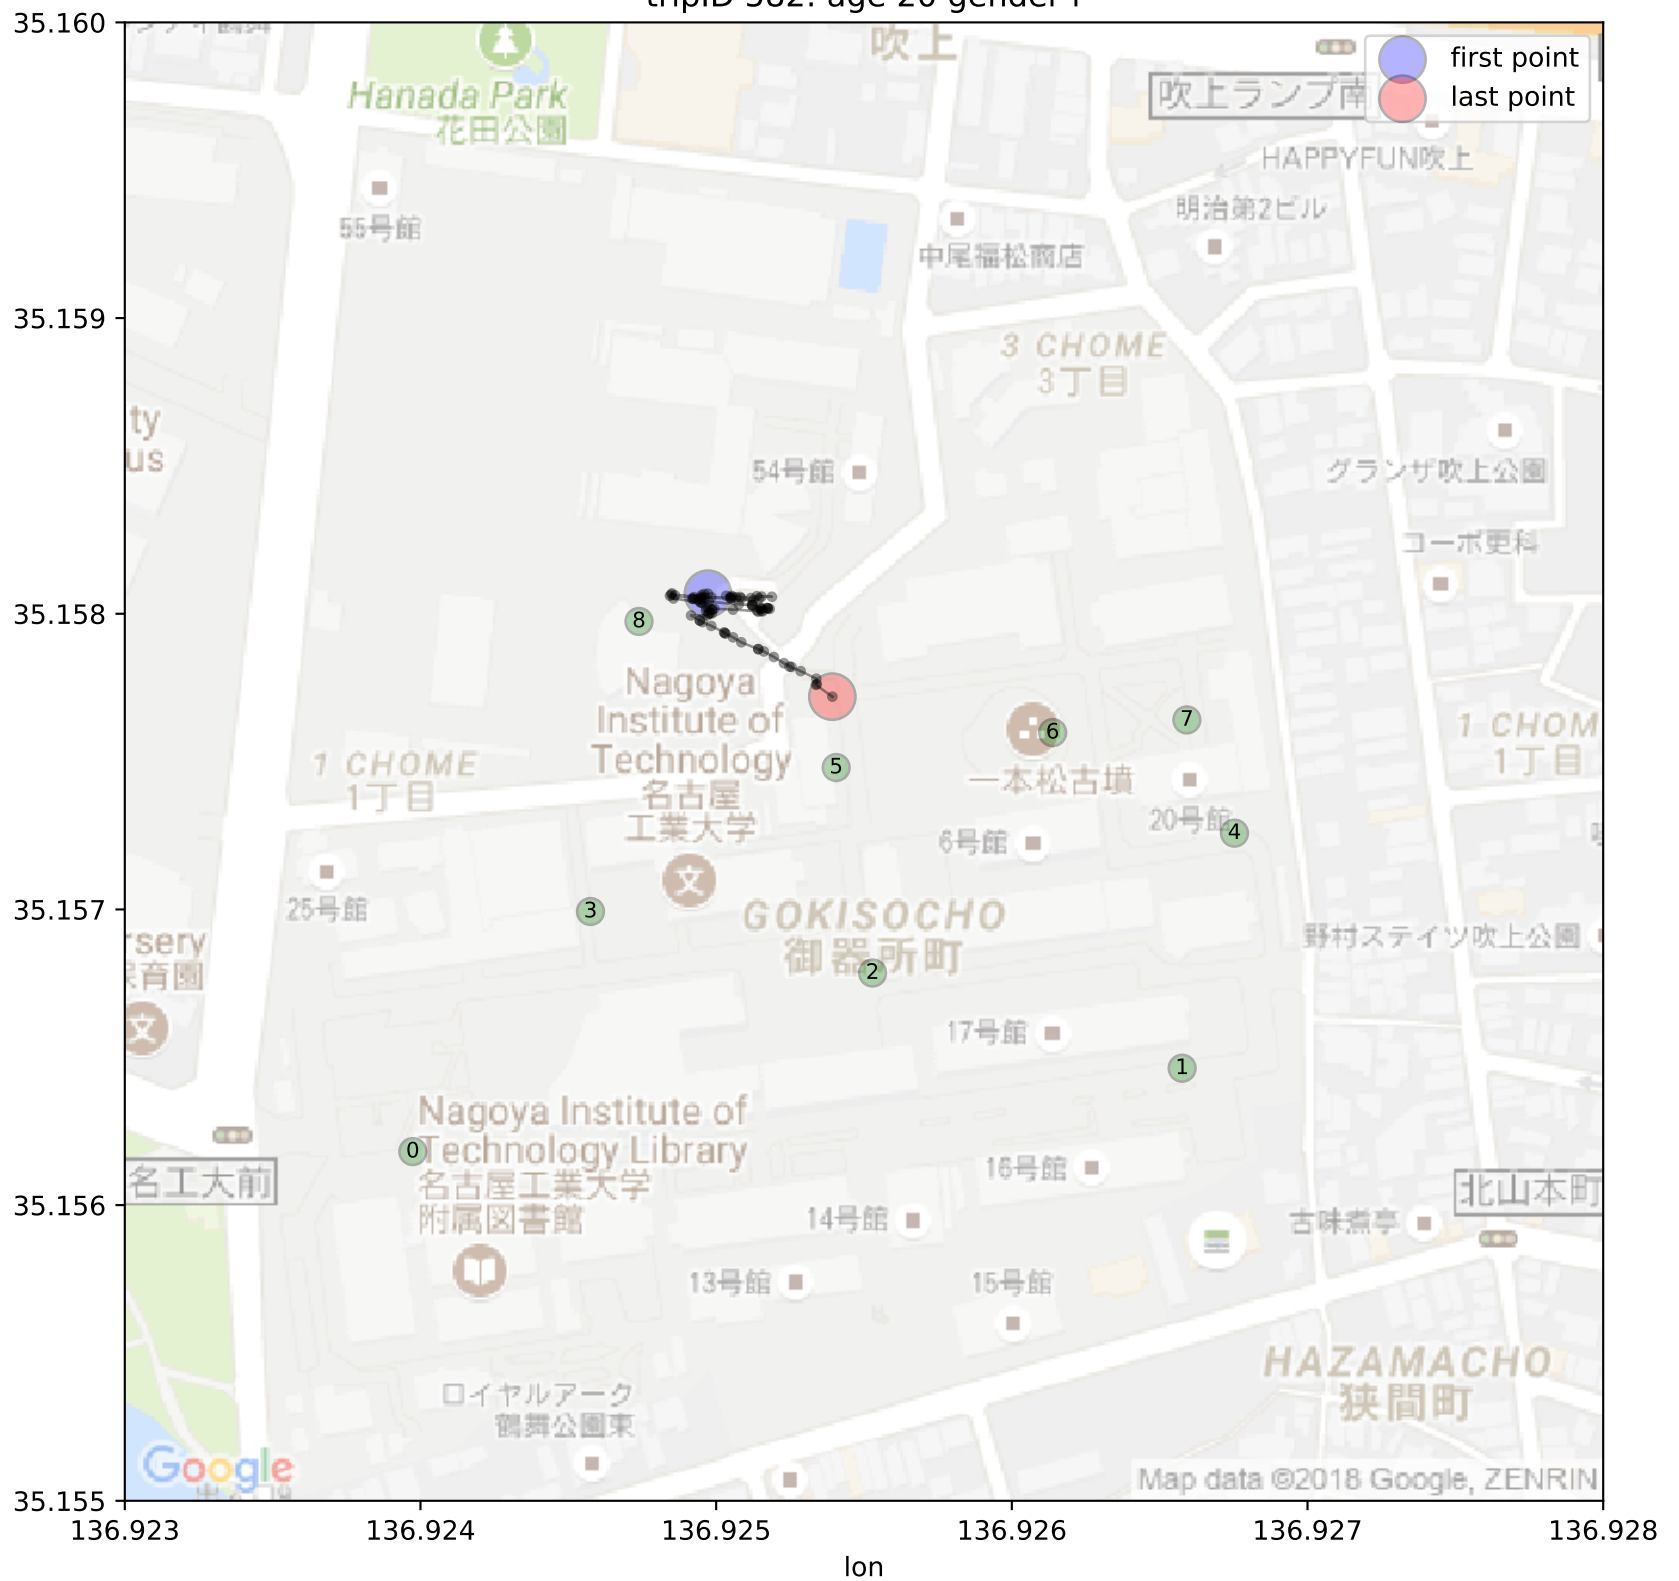 35.160
吹上
first point
last point
吹上ランプ南
Hanada Park
花田公園
HAPPYFUN吹上
明治第2ビル
55号館
中尾福松商店
35.159
3 CHOME
3丁目
ty
us
54号館
グランザ吹上公園
コーポ更科
35.158
8
Nagoya
Institute of
Technology
名古屋
工業大学
7
6
5
1 CHOME
1丁目
1 CHOM
1丁目
一本松古墳
20号館
4
6号館
25号館
3
35.157
GOKISOCHO
御器所町
野村ステイツ吹上公園
rsery
育園
2
17号館
1
Nagoya Institute of
Technology Library
名古屋工業大学
附属図書館
0
名工大前
16号館
北山本町
35.156
14号館
古味煮亭
13号館
15号館
HAZAMACHO
狭間町
ロイヤルアーク
鶴舞公園東
Google
Map data ©2018 Google, ZENRIN
35.155
136.923
136.924
136.925
136.926
136.927
136.928
lon